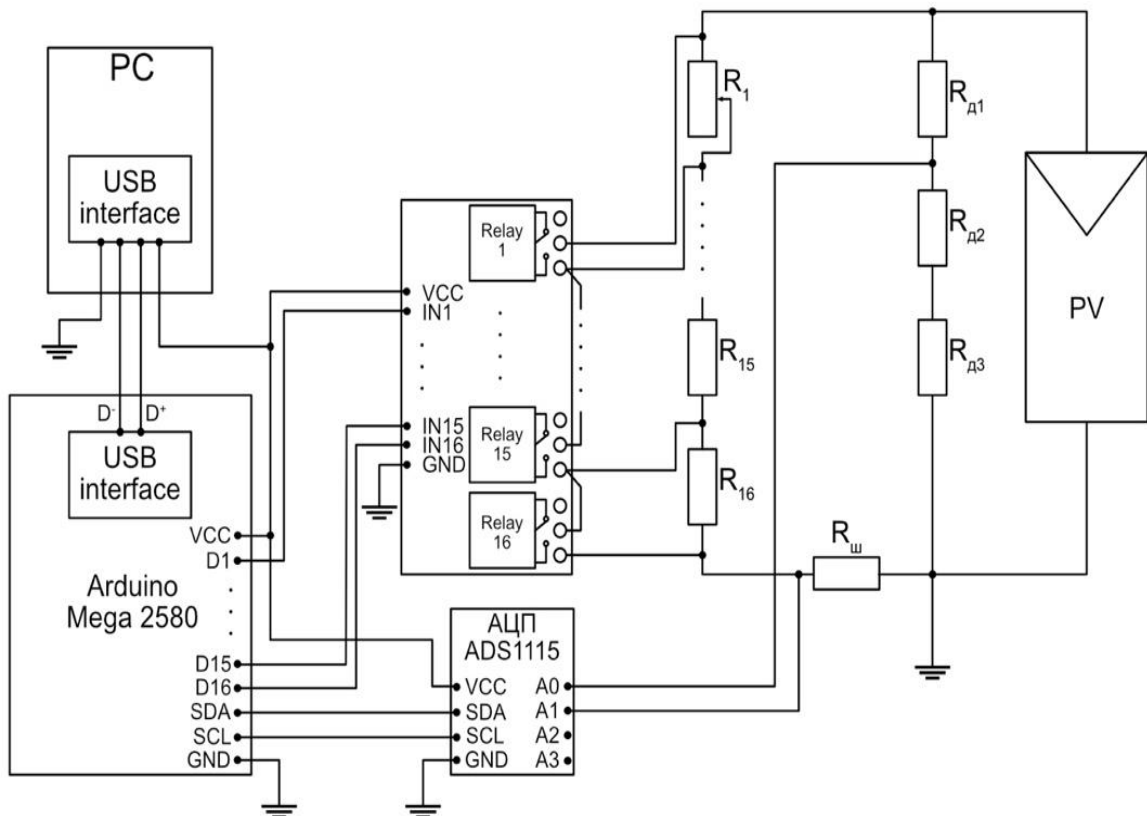 PC
USB
interface
D-
D+
USB
interface
VCC
D1
Arduino
Mega 2580
D15
D16
SDA
SCL
GND
VCC
IN1
IN15
IN16
GND
Relay
1
Relay
15
Relay
16
АЦП
ADS1115
VCC
SDA
SCL
GND
A0
A1
A2
A3
R1
R15
R16
Rш
Rд1
Rд2
Rд3
PV